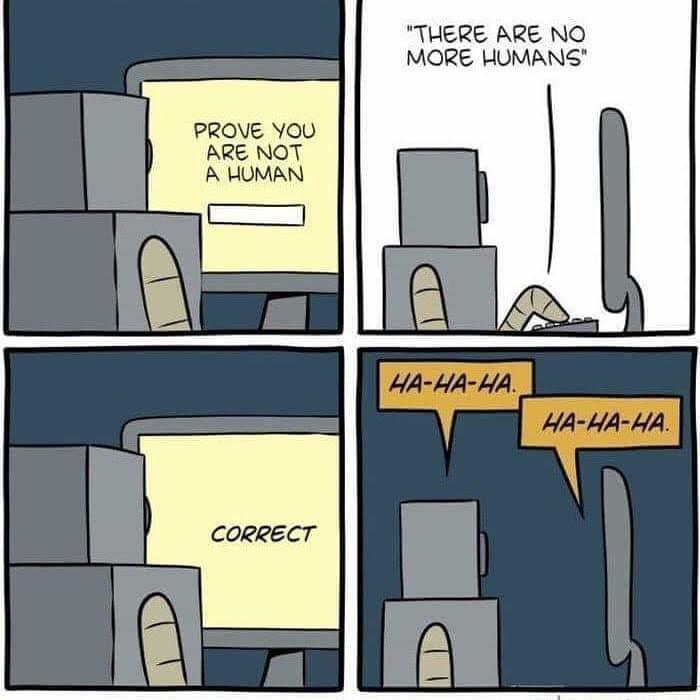 PROVE YOU
ARE NOT
A HUMAN
"THERE ARE NO
MORE HUMANS"
CORRECT
HA-HA-HA.
HA-HA-HA.